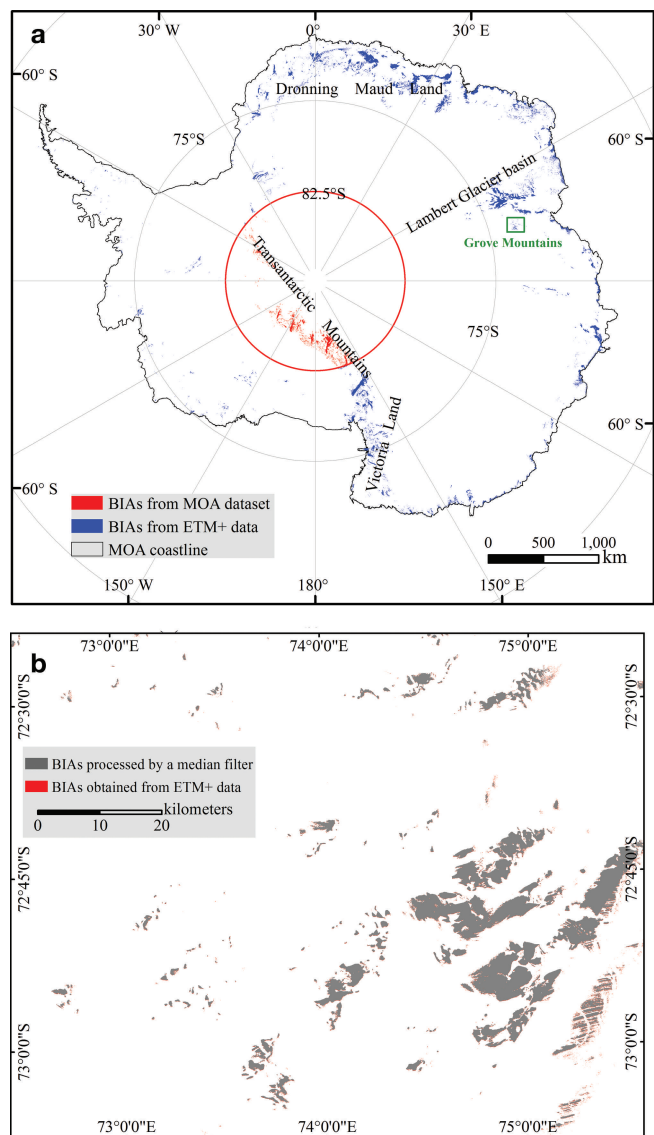 a
30° W
0°
30° E
60° S
Dronning Maud Land
60° S
75°S
82.5°S
Lambert Glacier basin
Grove Mountains
Transantarctic Mountains
75°S
Victoria Land
60° S
60° S
BIAs from MOA dataset
BIAs from ETM+ data
MOA coastline
0 500 1,000
km
150° W
180°
150° E
b
73°0'0"E
74°0'0"E
75°0'0"E
72°30'0"S
72°30'0"S
BIAs processed by a median filter
BIAs obtained from ETM+ data
kilometers
0 10 20
72°45'0"S
72°45'0"S
73°0'0"S
73°0'0"S
73°0'0"E
74°0'0"E
75°0'0"E